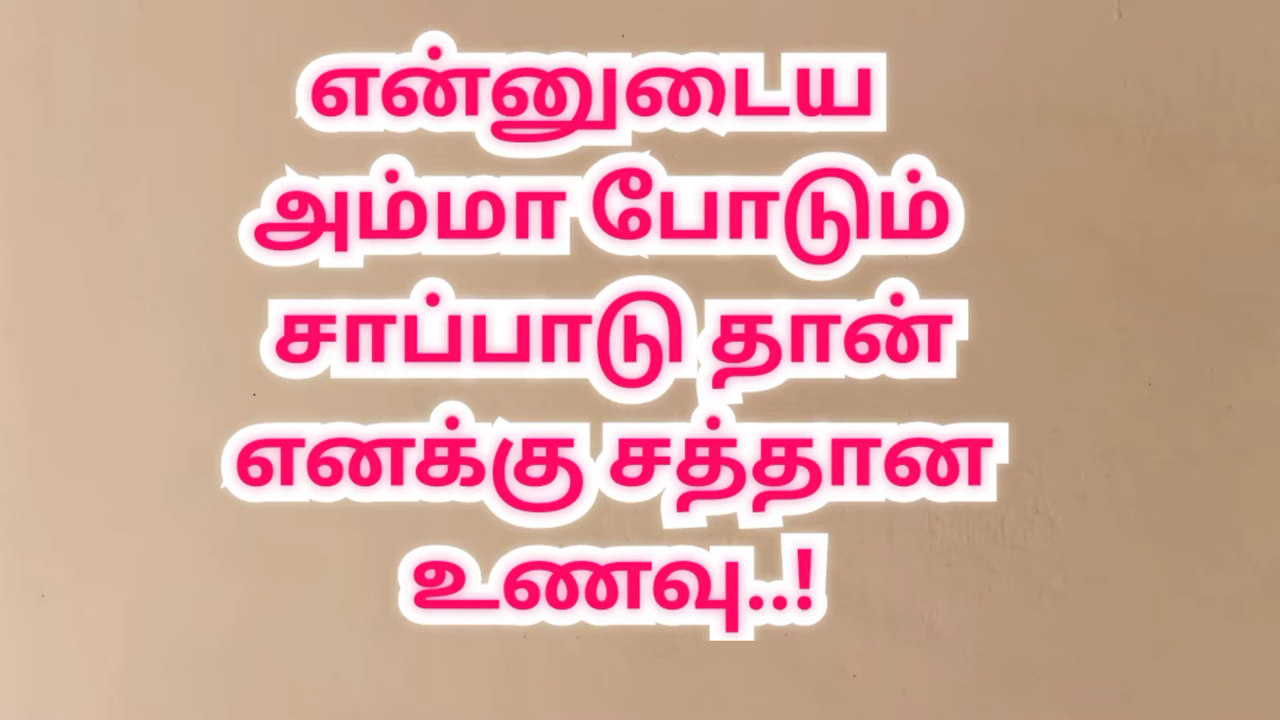 என்னுடைய
அம்மா போடும்
சாப்பாடு தான்
எனக்கு சத்தான
உணவு..!